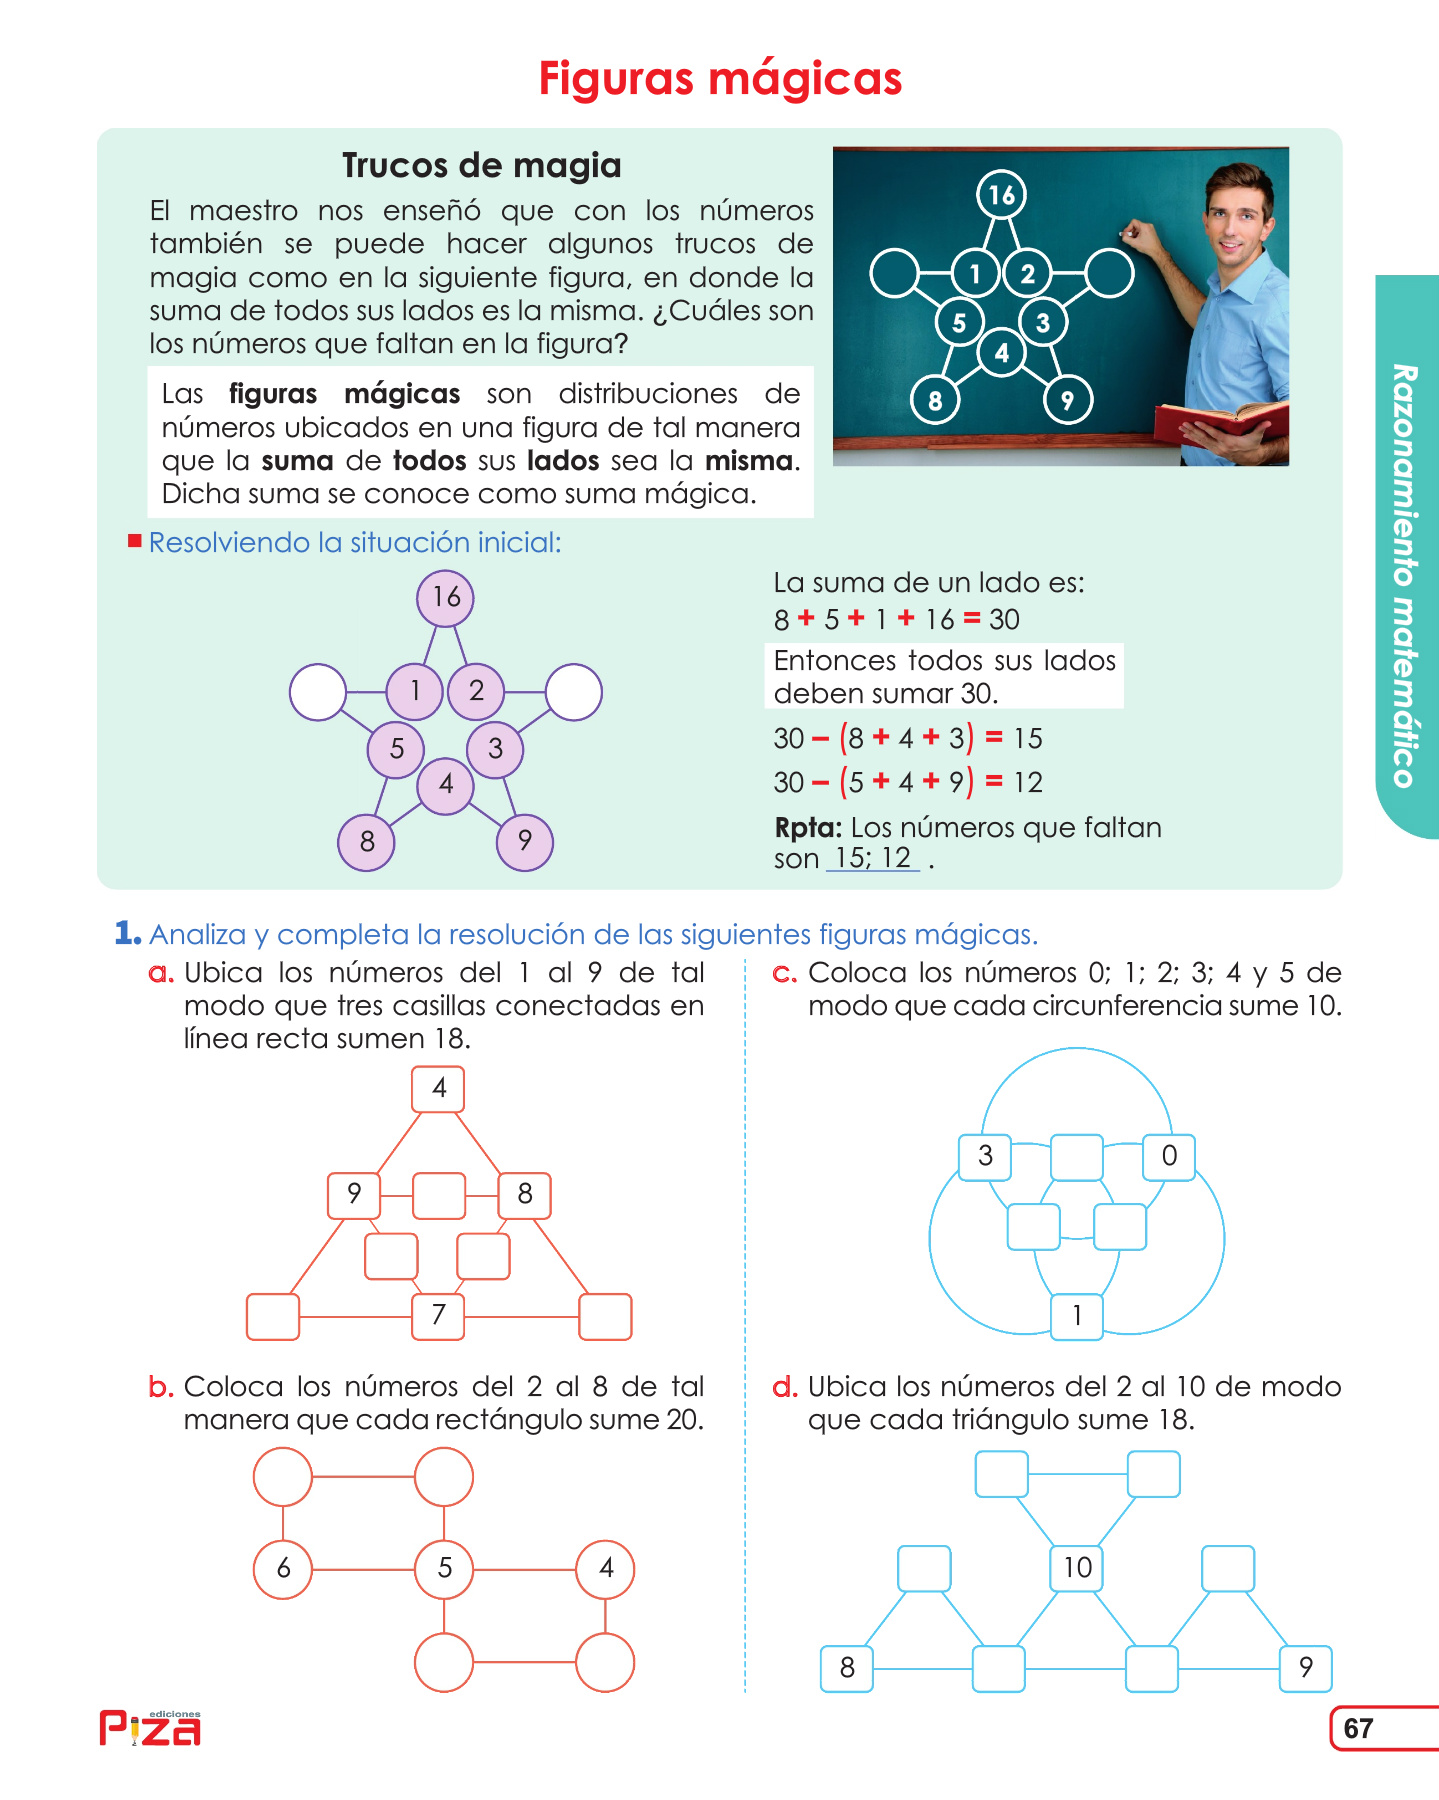 Figuras mágicas
Trucos de magia
El maestro nos enseñó que con los números
también se puede hacer algunos trucos de
magia como en la siguiente figura, en donde la
suma de todos sus lados es la misma. ¿Cuáles son
los números que faltan en la figura?
16
1 2
5 3
4
8 9
Las figuras mágicas son distribuciones de
números ubicados en una figura de tal manera
que la suma de todos sus lados sea la misma.
Dicha suma se conoce como suma mágica.
Resolviendo la situación inicial:
16
1 2
5 3
4
8 9
La suma de un lado es:
8 + 5 + 1 + 16 = 30
Entonces todos sus lados
deben sumar 30.
30 – (8 + 4 + 3) = 15
30 – (5 + 4 + 9) = 12
Rpta: Los números que faltan
son 15; 12 .
Razonamiento matemático
1. Analiza y completa la resolución de las siguientes figuras mágicas.
a. Ubica los números del 1 al 9 de tal
modo que tres casillas conectadas en
línea recta sumen 18.
4
9 8
7
b. Coloca los números del 2 al 8 de tal
manera que cada rectángulo sume 20.
6 5 4
c. Coloca los números 0; 1; 2; 3; 4 y 5 de
modo que cada circunferencia sume 10.
3 0
1
d. Ubica los números del 2 al 10 de modo
que cada triángulo sume 18.
10
8 9
ediciones
Piza
67